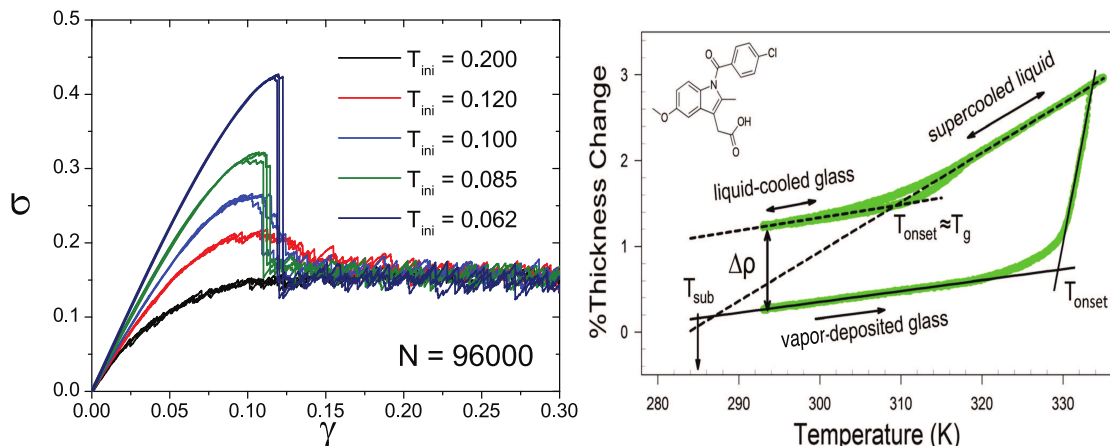 0.5
0.4
0.3
0.2
0.1
0.0
σ
T_ini = 0.200
T_ini = 0.120
T_ini = 0.100
T_ini = 0.085
T_ini = 0.062
N = 96000
0.00 0.05 0.10 0.15 0.20 0.25 0.30
γ
%Thickness Change
3
2
1
0
O
Cl
N
O
OH
O
supercooled liquid
liquid-cooled glass
T_onset≈T_g
Δρ
T_sub
T_onset
vapor-deposited glass
280 290 300 310 320 330
Temperature (K)